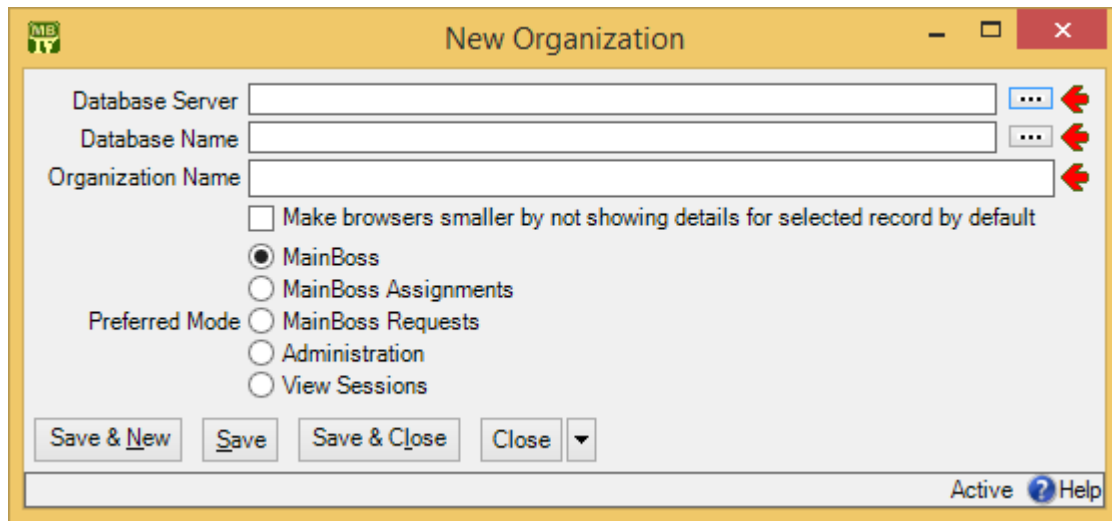 MB
New Organization
Database Server
Database Name
Organization Name
Make browsers smaller by not showing details for selected record by default
MainBoss
MainBoss Assignments
Preferred Mode MainBoss Requests
Administration
View Sessions
Save & New Save Save & Close Close
Active Help